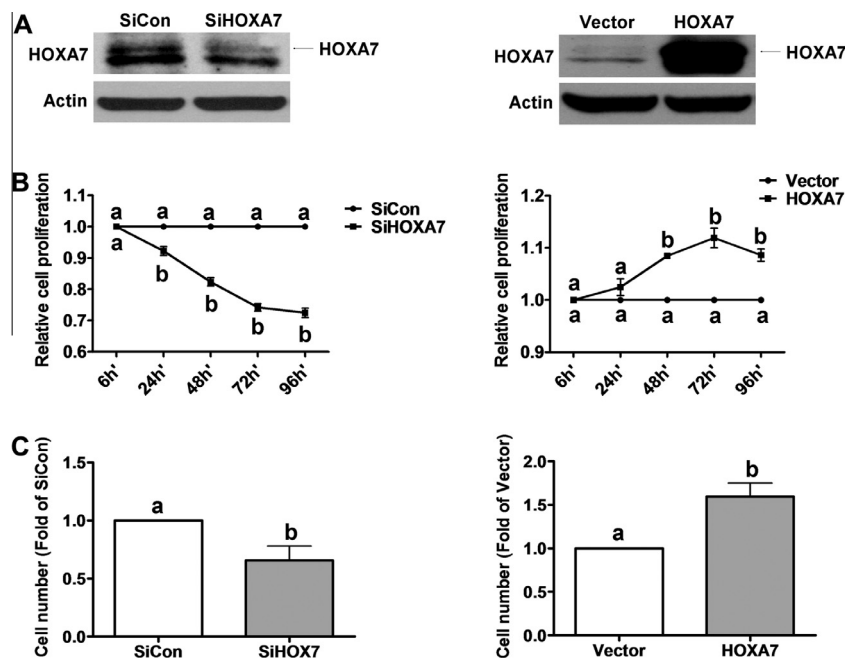 A
SiCon SiHOXA7
HOXA7
HOXA7
Actin
Vector HOXA7
HOXA7
HOXA7
Actin
B
Relative cell proliferation
1.1
1.0
0.9
0.8
0.7
0.6
a a a a a
a b b b b
SiCon
SiHOXA7
6h' 24h' 48h' 72h' 96h'
Relative cell proliferation
1.2
1.1
1.0
0.9
a a b b b
a a a a a
Vector
HOXA7
6h' 24h' 48h' 72h' 96h'
C
Cell number (Fold of SiCon)
1.5
1.0
0.5
0.0
a
b
SiCon SiHOX7
Cell number (Fold of Vector)
2.0
1.5
1.0
0.5
0.0
a
b
Vector HOXA7